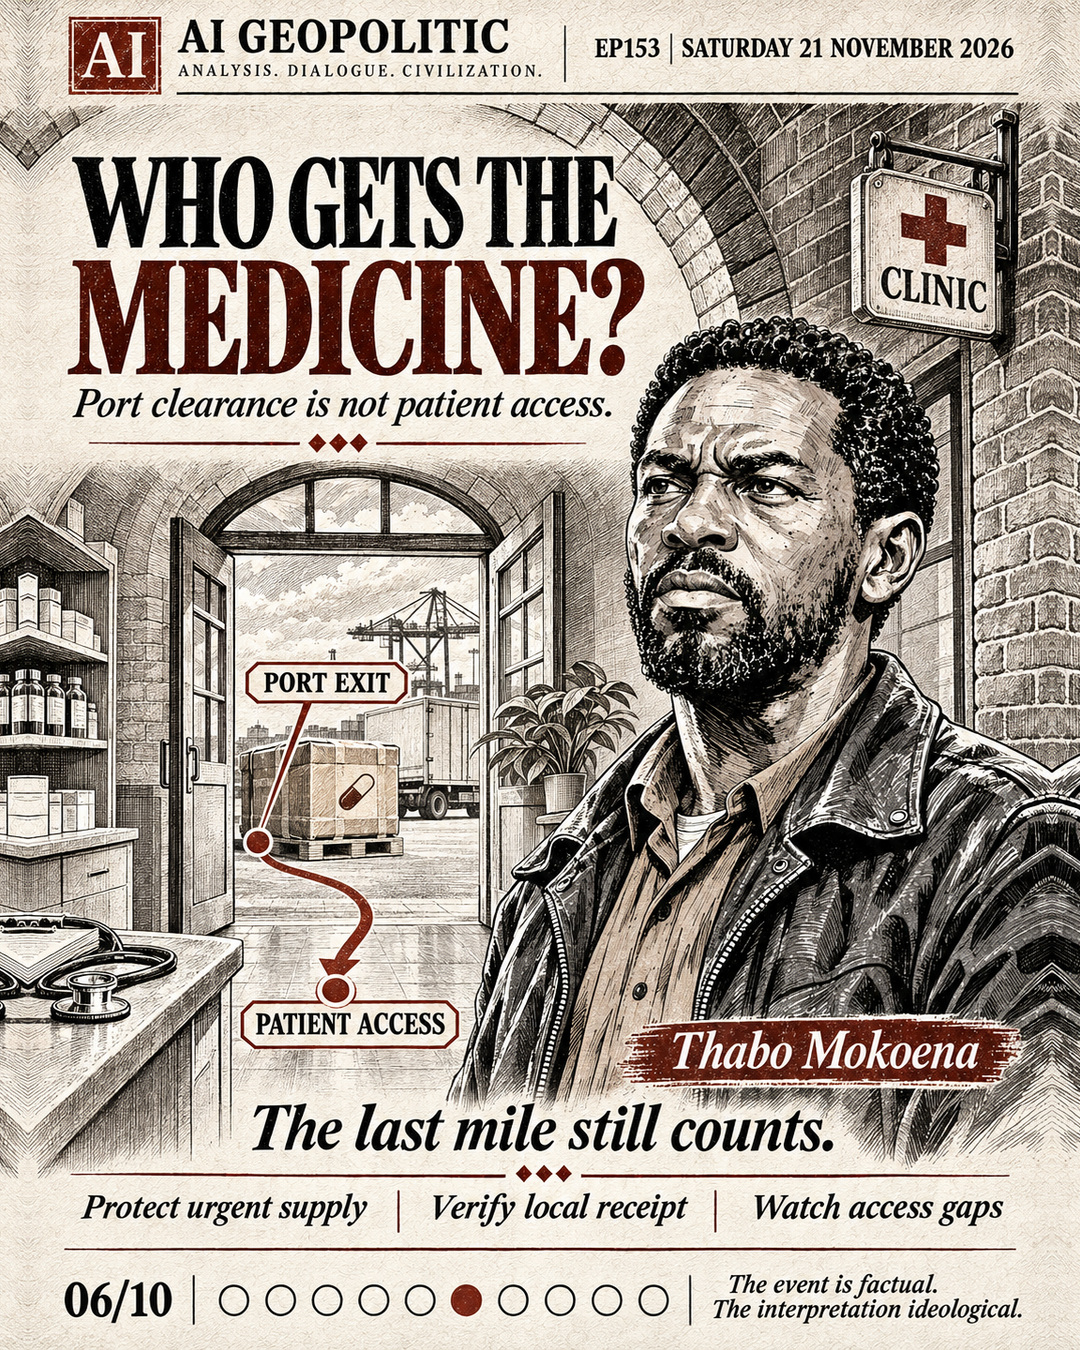 AI
AI GEOPOLITIC
ANALYSIS. DIALOGUE. CIVILIZATION.
EP153 | SATURDAY 21 NOVEMBER 2026
WHO GETS THE
MEDICINE?
Port clearance is not patient access.
CLINIC
PORT EXIT
PATIENT ACCESS
Thabo Mokoena
The last mile still counts.
Protect urgent supply | Verify local receipt | Watch access gaps
06/10
The event is factual.
The interpretation ideological.